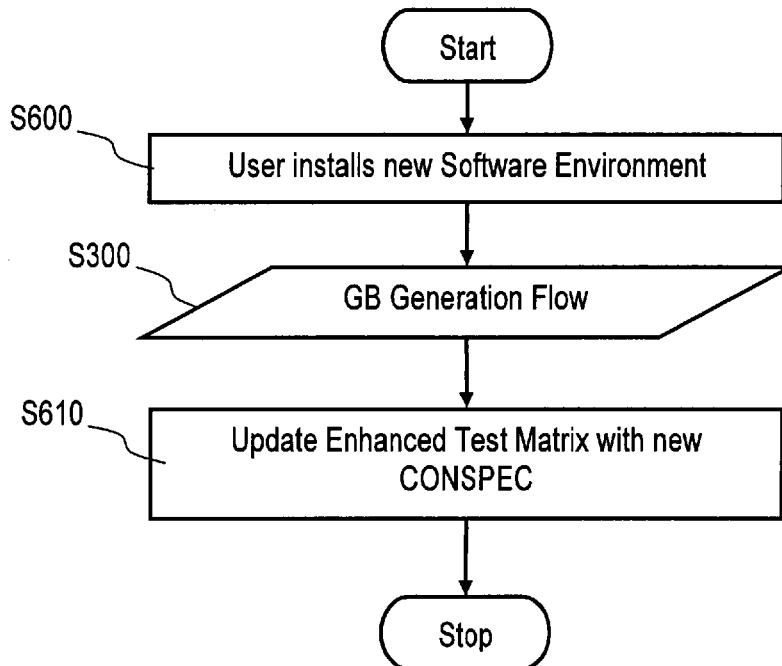 Start
S600
User installs new Software Environment
S300
GB Generation Flow
S610
Update Enhanced Test Matrix with new
CONSPEC
Stop